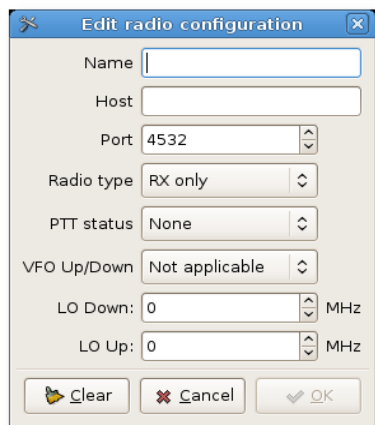 Edit radio configuration
Name
Host
Port 4532
Radio type RX only
PTT status None
VFO Up/Down Not applicable
LO Down: 0 MHz
LO Up: 0 MHz
Clear Cancel OK